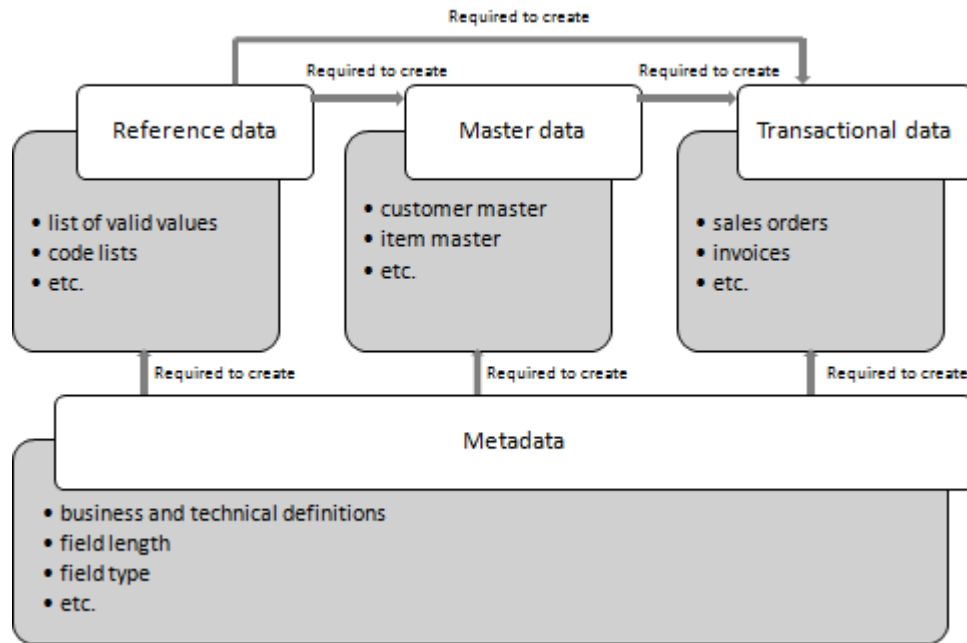 Required to create
Required to create
Required to create
Reference data
Master data
Transactional data
• list of valid values
• code lists
• etc.
• customer master
• item master
• etc.
• sales orders
• invoices
• etc.
Required to create
Required to create
Required to create
Metadata
• business and technical definitions
• field length
• field type
• etc.